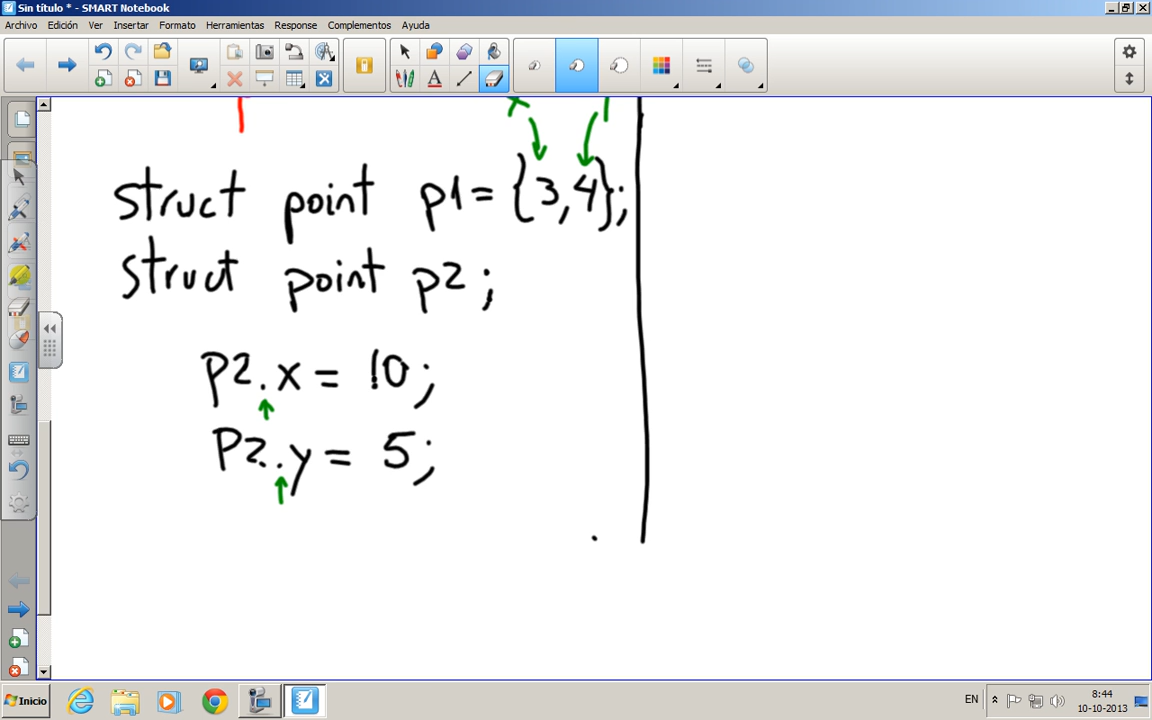 Sin título * - SMART Notebook
Archivo Edición Ver Insertar Formato Herramientas Response Complementos Ayuda
x
struct point p1 = {3,4};
struct point p2;
p2.x = 10;
p2.y = 5;
Inicio
EN
8:44
10-10-2013